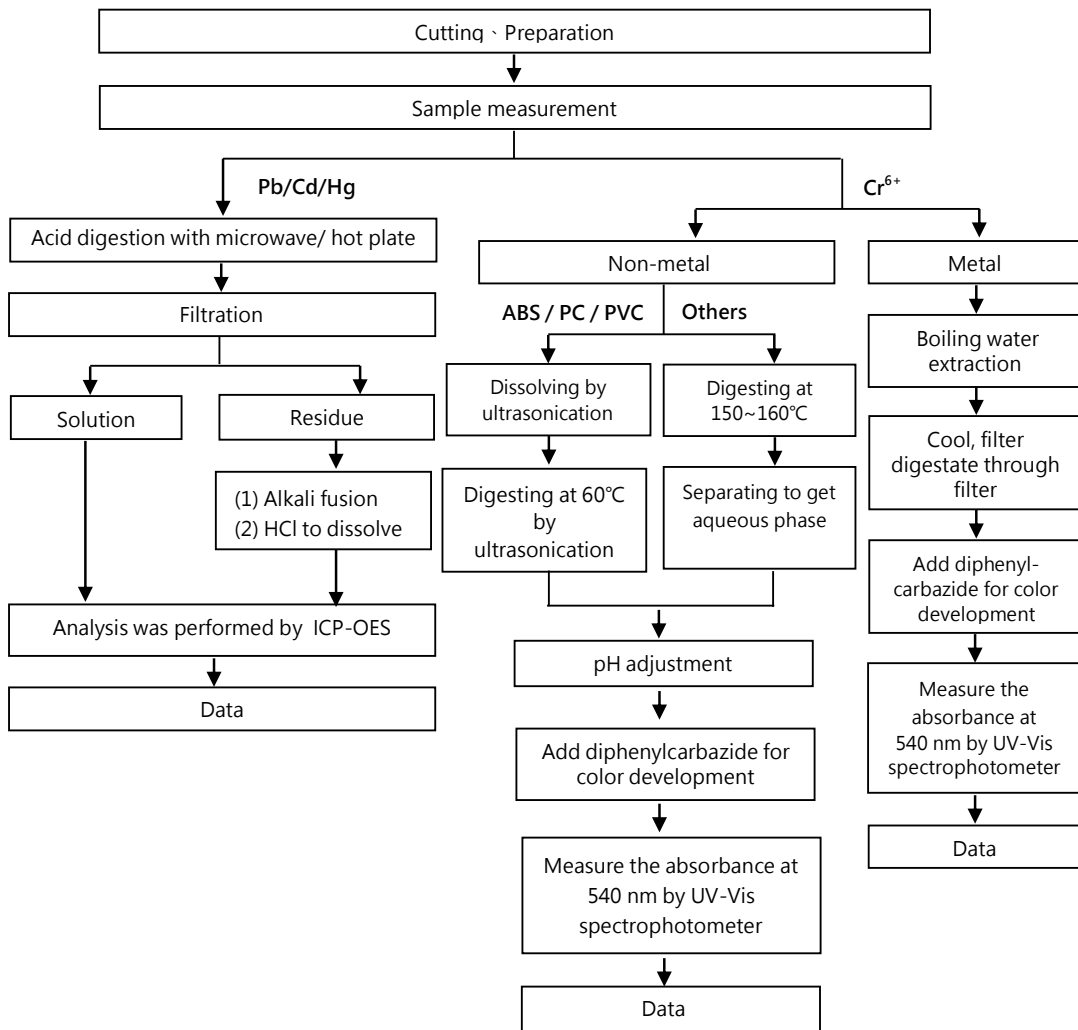 Cutting、Preparation
Sample measurement
Pb/Cd/Hg
Acid digestion with microwave/ hot plate
Filtration
Solution
Residue
(1) Alkali fusion
(2) HCl to dissolve
Analysis was performed by ICP-OES
Data
Cr⁶⁺
Non-metal
ABS / PC / PVC
Others
Dissolving by
ultrasonication
Digesting at
150~160℃
Digesting at 60℃
by
ultrasonication
Separating to get
aqueous phase
pH adjustment
Add diphenylcarbazide for
color development
Measure the absorbance at
540 nm by UV-Vis
spectrophotometer
Data
Metal
Boiling water
extraction
Cool, filter
digestate through
filter
Add diphenyl-
carbazide for color
development
Measure the
absorbance at
540 nm by UV-Vis
spectrophotometer
Data